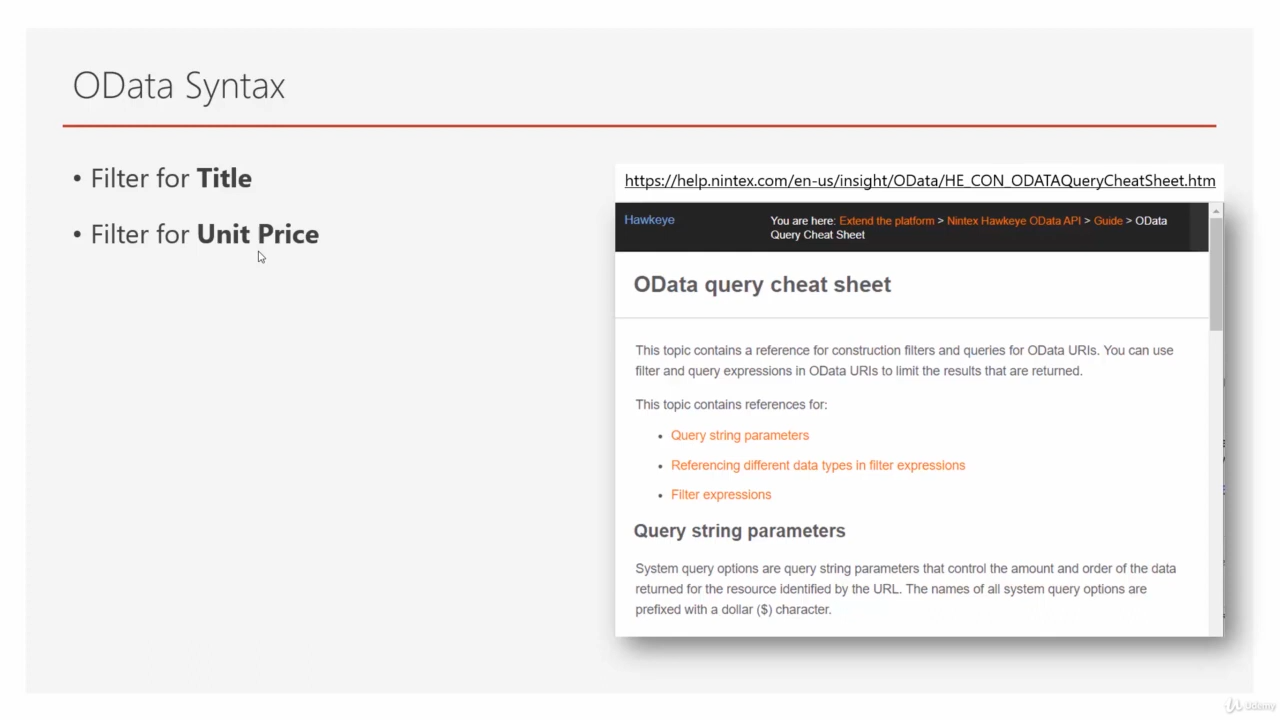 OData Syntax
• Filter for Title
• Filter for Unit Price
https://help.nintex.com/en-us/insight/OData/HE_CON_ODATAQueryCheatSheet.htm
Hawkeye
You are here: Extend the platform > Nintex Hawkeye OData API > Guide > OData
Query Cheat Sheet
OData query cheat sheet
This topic contains a reference for construction filters and queries for OData URIs. You can use
filter and query expressions in OData URIs to limit the results that are returned.
This topic contains references for:
• Query string parameters
• Referencing different data types in filter expressions
• Filter expressions
Query string parameters
System query options are query string parameters that control the amount and order of the data
returned for the resource identified by the URL. The names of all system query options are
prefixed with a dollar ($) character.
Udemy